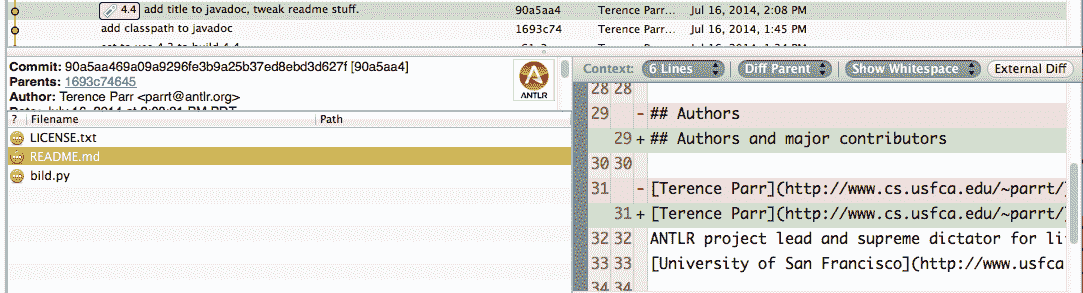 4.4 add title to javadoc, tweak readme stuff. 90a5aa4 Terence Parr... Jul 16, 2014, 2:08 PM
add classpath to javadoc 1693c74 Terence Parr... Jul 16, 2014, 1:45 PM
Commit: 90a5aa469a09a9296fe3b9a25b37ed8ebd3d627f [90a5aa4]
Parents: 1693c74645
Author: Terence Parr <parrt@antlr.org>
ANTLR
? Filename Path
LICENSE.txt
README.md
bild.py
Context: 6 Lines Diff Parent Show Whitespace External Diff
28 28
29 - ## Authors
29 + ## Authors and major contributors
30 30
31 - [Terence Parr](http://www.cs.usfca.edu/~parrt/
31 + [Terence Parr](http://www.cs.usfca.edu/~parrt/
32 32 ANTLR project lead and supreme dictator for li
33 33 [University of San Francisco](http://www.usfca
34 34